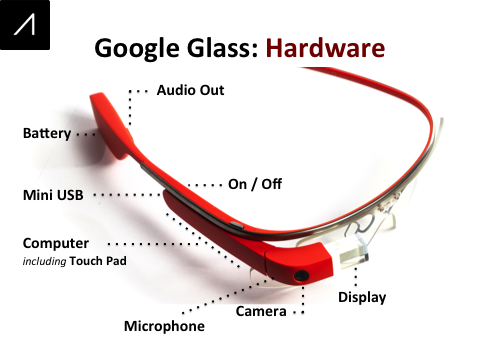 Google Glass: Hardware
Audio Out
Battery
On / Off
Mini USB
Computer
including Touch Pad
Display
Camera
Microphone